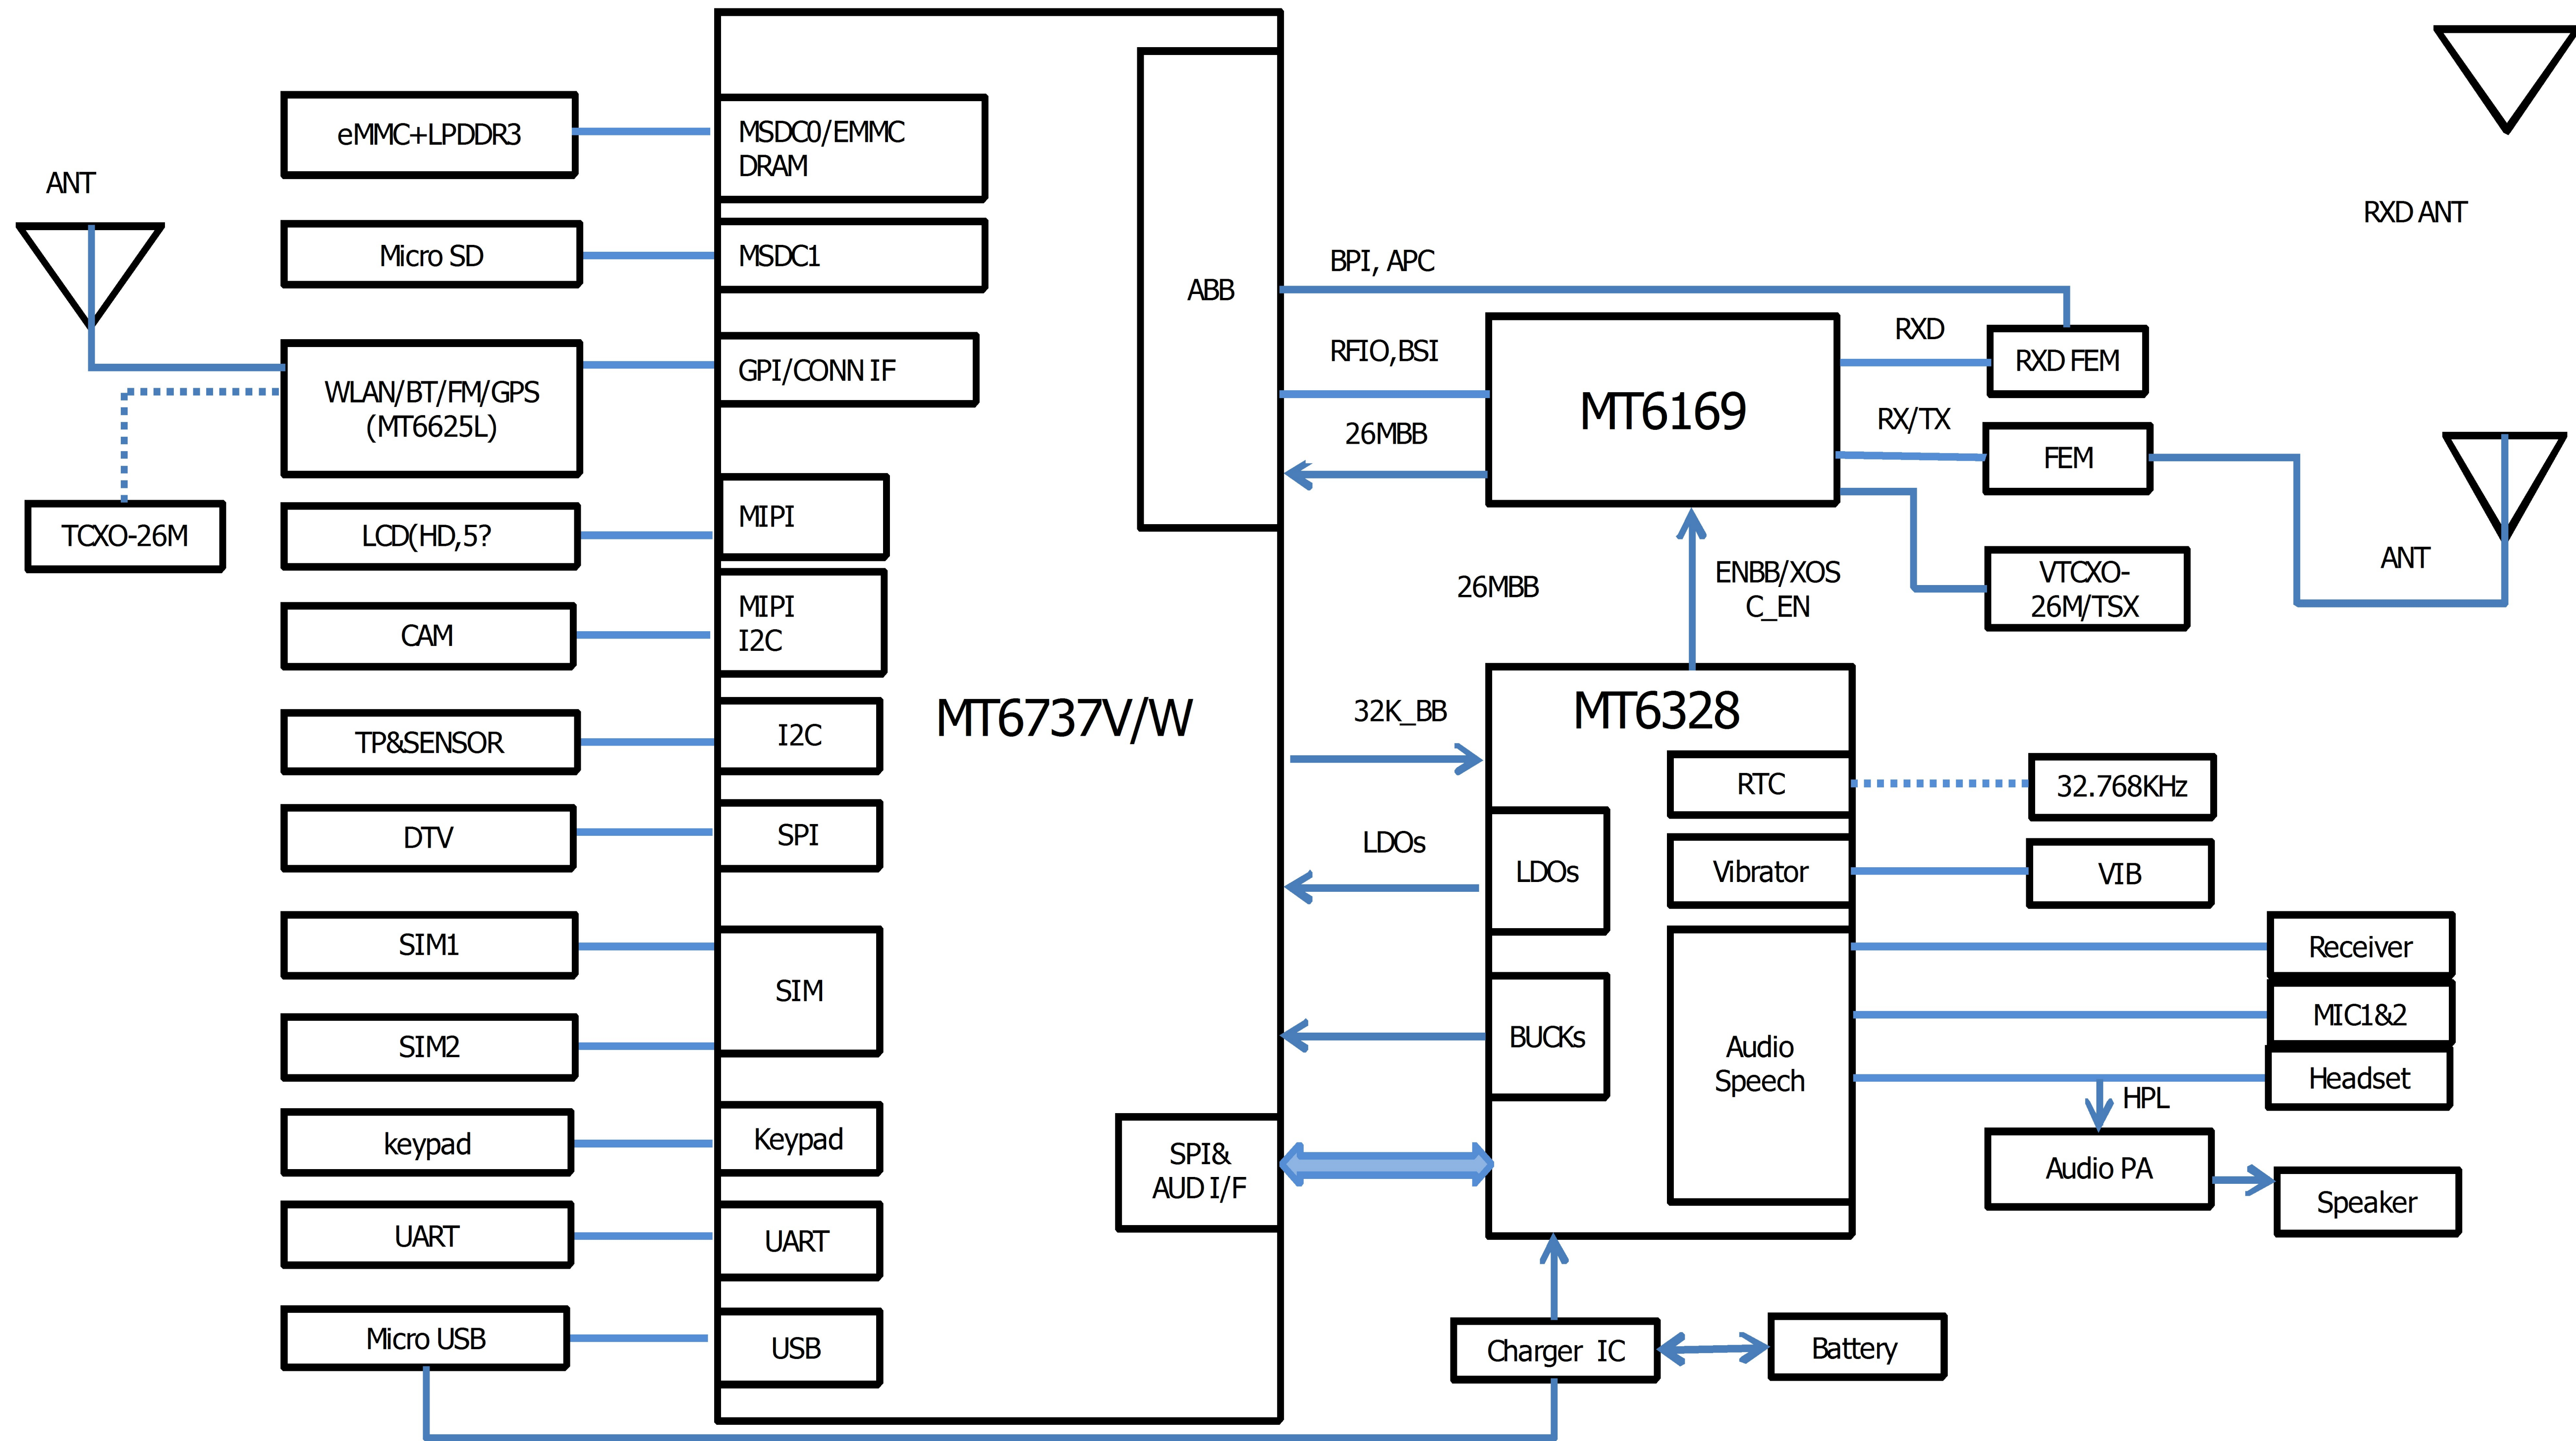 ANT
TCXO-26M
eMMC+LPDDR3
Micro SD
WLAN/BT/FM/GPS
(MT6625L)
LCD(HD,5?
CAM
TP&SENSOR
DTV
SIM1
SIM2
keypad
UART
Micro USB
MSDC0/EMMC
DRAM
MSDC1
GPI/CONN IF
MIPI
MIPI
I2C
I2C
SPI
SIM
Keypad
UART
USB
MT6737V/W
ABB
SPI&
AUD I/F
BPI, APC
RFIO,BSI
26MBB
26MBB
32K_BB
LDOs
MT6169
ENBB/XOS
C_EN
MT6328
LDOs
BUCKs
RTC
Vibrator
Audio
Speech
Charger IC
Battery
RXD
RX/TX
RXD FEM
FEM
VTCXO-
26M/TSX
RXD ANT
ANT
32.768KHz
VIB
Receiver
MIC1&2
Headset
HPL
Audio PA
Speaker